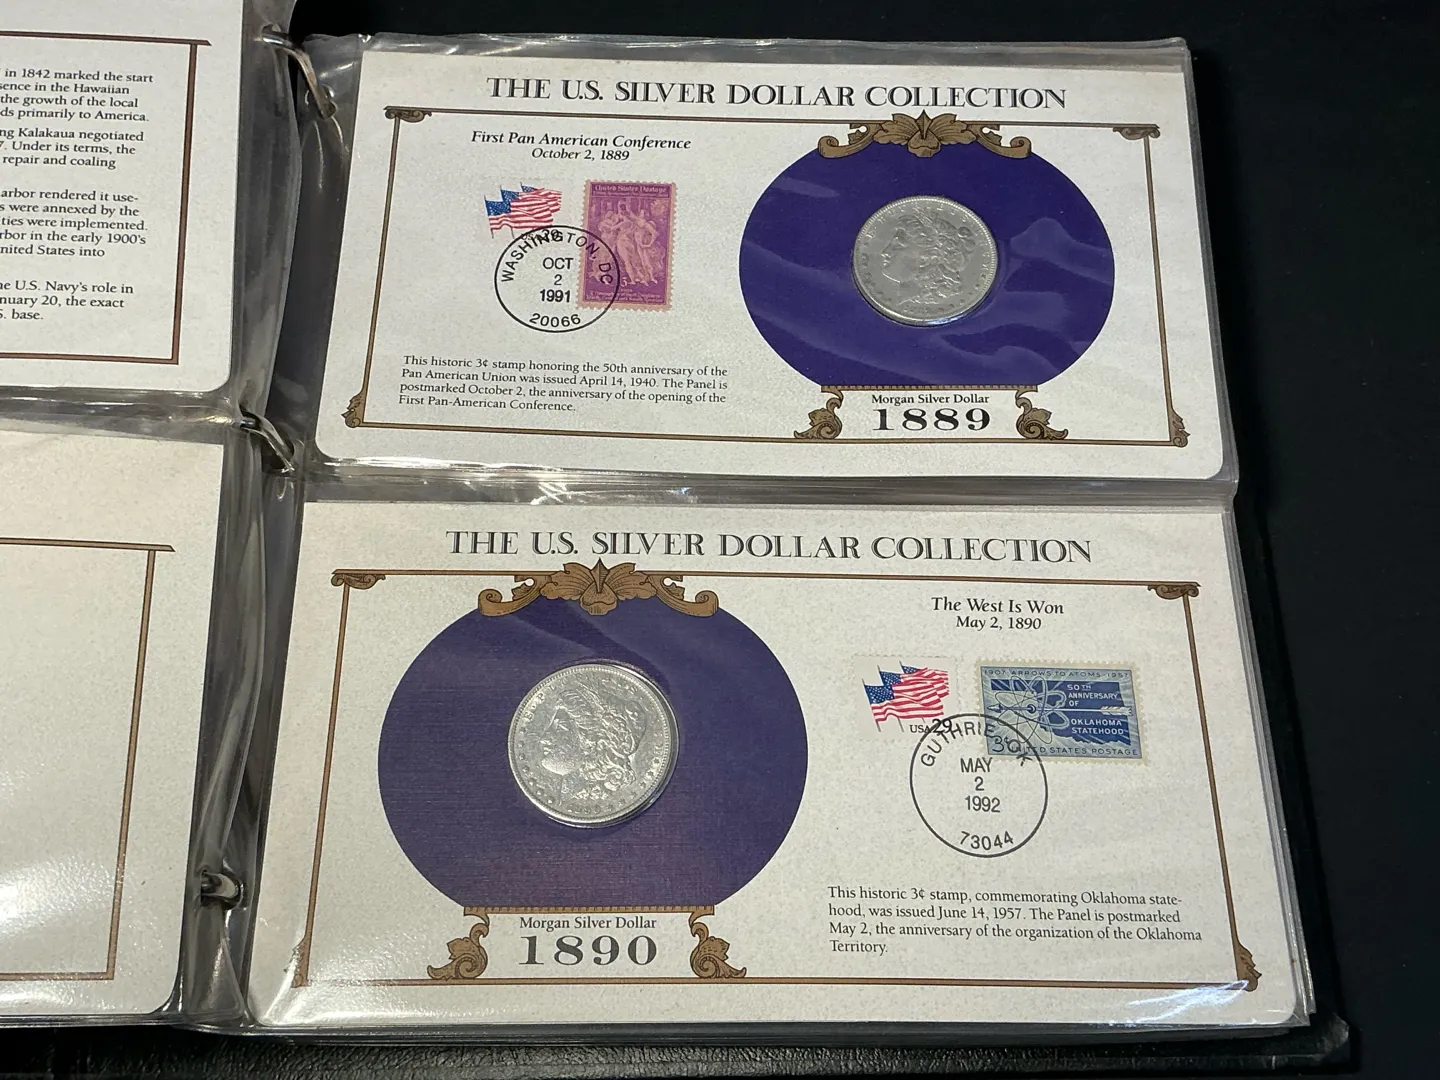 in 1842 marked the start
sence in the Hawaiian
the growth of the local
ds primarily to America.
ng Kalakaua negotiated
7. Under its terms, the
repair and coaling
arbor rendered it use-
s were annexed by the
ties were implemented.
rbor in the early 1900's
nited States into
he U.S. Navy's role in
nuary 20, the exact
S. base.
THE U.S. SILVER DOLLAR COLLECTION
First Pan American Conference
October 2, 1889
United States Postage
WASHINGTON, DC
OCT
2
1991
20066
This historic 3¢ stamp honoring the 50th anniversary of the
Pan American Union was issued April 14, 1940. The Panel is
postmarked October 2, the anniversary of the opening of the
First Pan-American Conference.
Morgan Silver Dollar
1889
THE U.S. SILVER DOLLAR COLLECTION
Morgan Silver Dollar
1890
The West Is Won
May 2, 1890
USA 29
1907 ARROWS TO ATOMS 1957
50TH
ANNIVERSARY
OF
OKLAHOMA
STATEHOOD
3¢ UNITED STATES POSTAGE
GUTHRIE OK
MAY
2
1992
73044
This historic 3¢ stamp, commemorating Oklahoma state-
hood, was issued June 14, 1957. The Panel is postmarked
May 2, the anniversary of the organization of the Oklahoma
Territory.